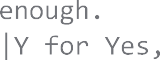 enough.
|Y for Yes,